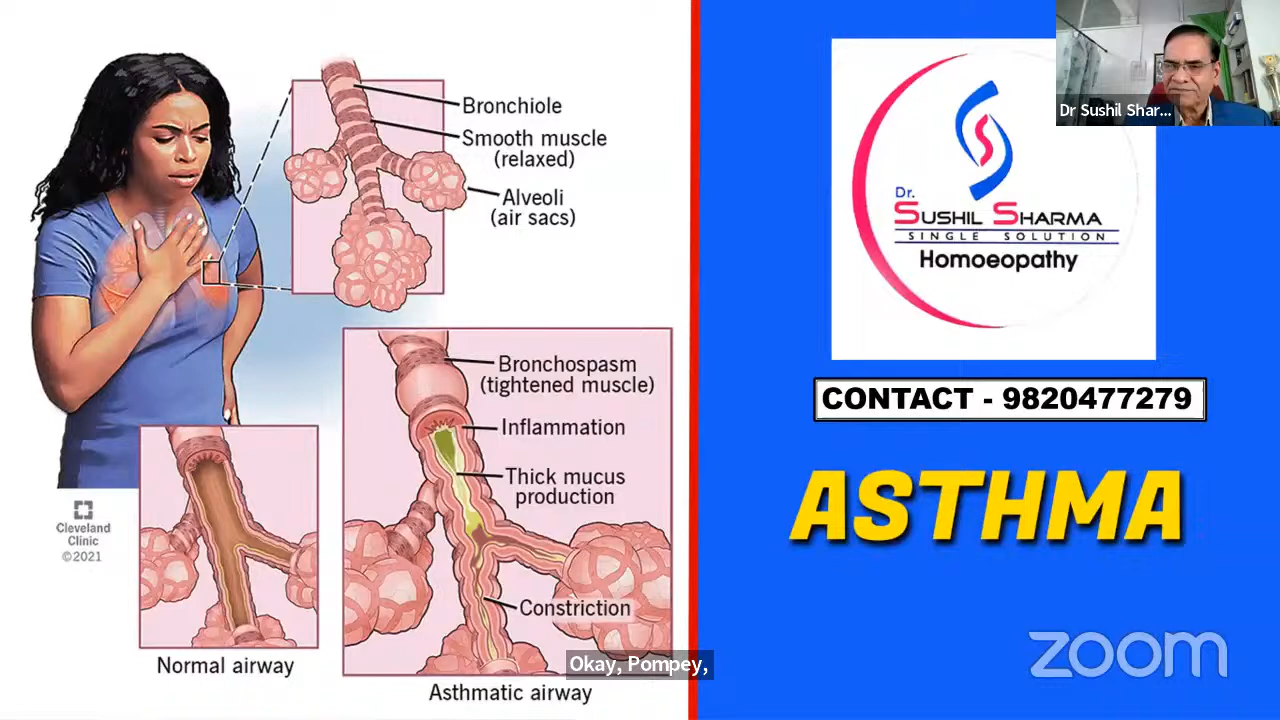 Bronchiole
Smooth muscle
(relaxed)
Alveoli
(air sacs)
Bronchospasm
(tightened muscle)
Inflammation
Thick mucus
production
Constriction
Cleveland
Clinic
©2021
Normal airway
Asthmatic airway
Okay, Pompey,
Dr Sushil Shar...
Dr.
SUSHIL SHARMA
SINGLE SOLUTION
Homoeopathy
CONTACT - 9820477279
ASTHMA
zoom